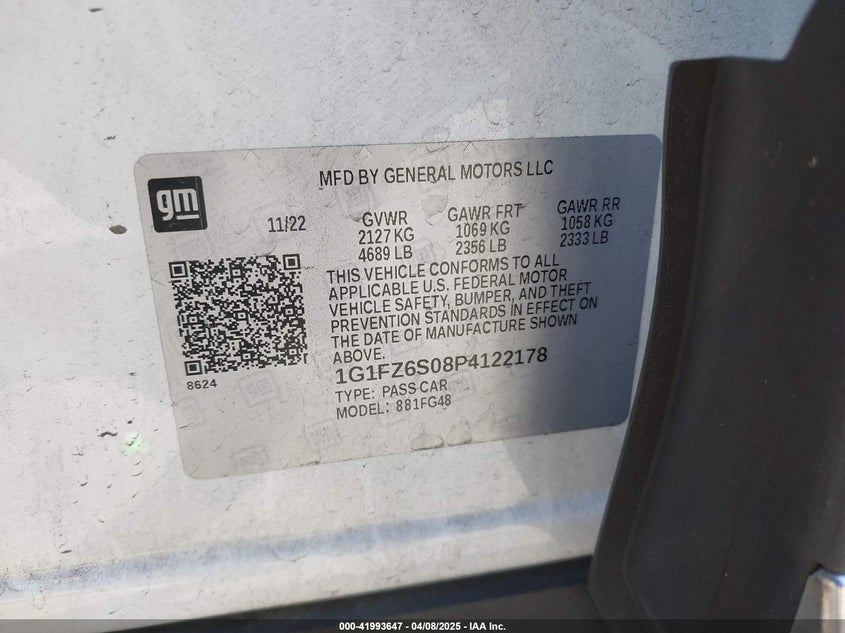 gm
MFD BY GENERAL MOTORS LLC
11/22
GVWR GAWR FRT GAWR RR
2127 KG 1069 KG 1058 KG
4689 LB 2356 LB 2333 LB
THIS VEHICLE CONFORMS TO ALL
APPLICABLE U.S. FEDERAL MOTOR
VEHICLE SAFETY, BUMPER, AND THEFT
PREVENTION STANDARDS IN EFFECT ON
THE DATE OF MANUFACTURE SHOWN
ABOVE.
8624
1G1FZ6S08P4122178
TYPE: PASS CAR
MODEL: 881FG48
000-41993647 - 04/08/2025 - IAA Inc.